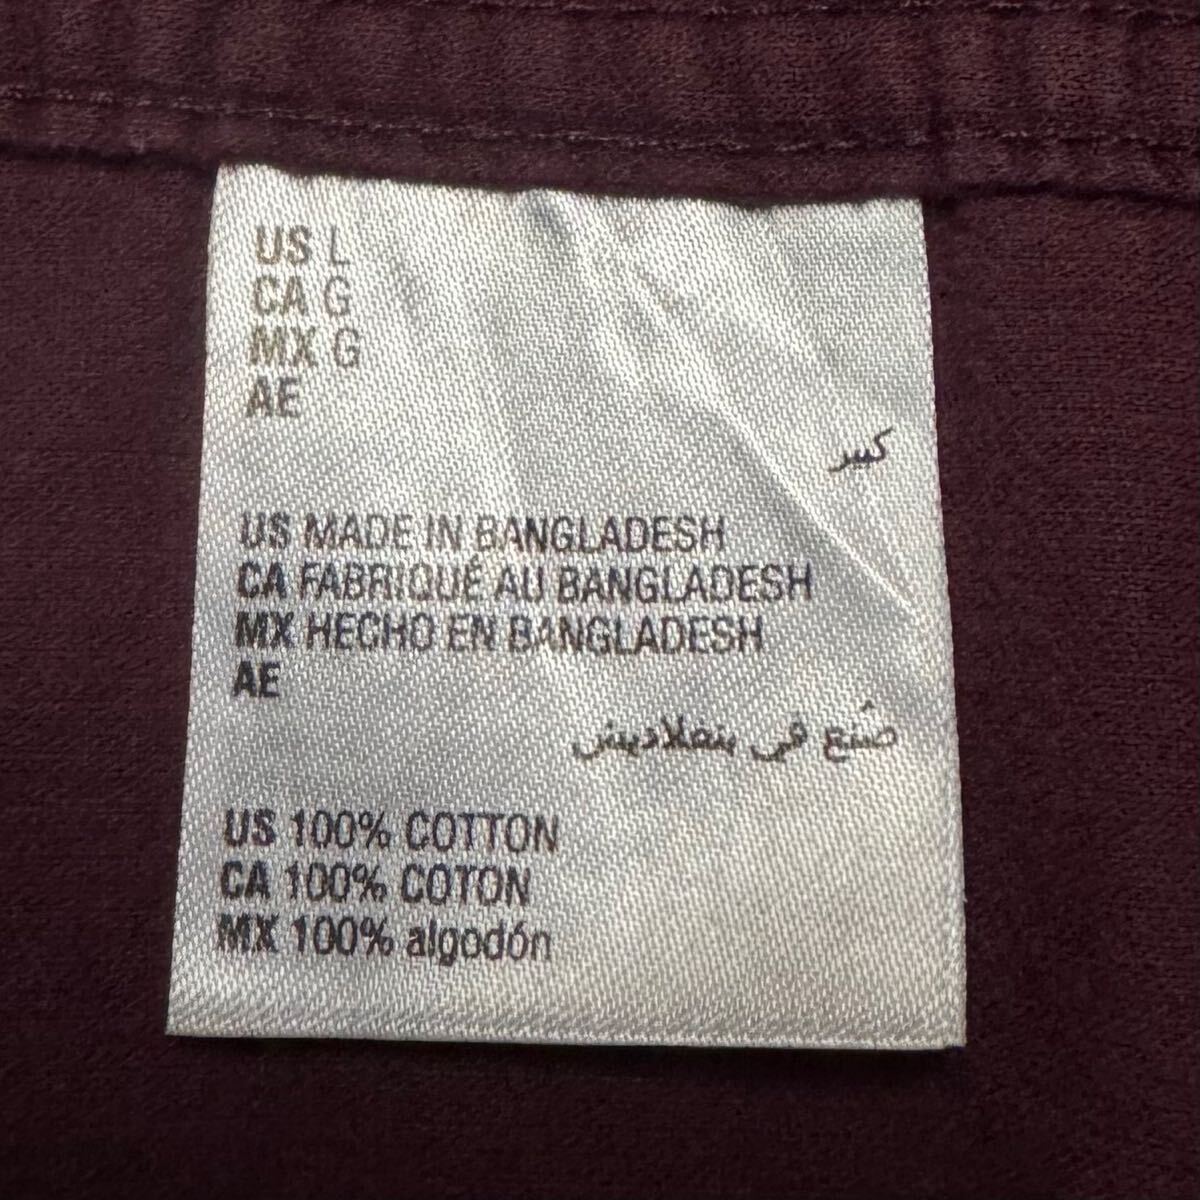 US L
CA G
MX G
AE
كبير
US MADE IN BANGLADESH
CA FABRIQUÉ AU BANGLADESH
MX HECHO EN BANGLADESH
AE
صُنع في بنغلاديش
US 100% COTTON
CA 100% COTON
MX 100% algodón